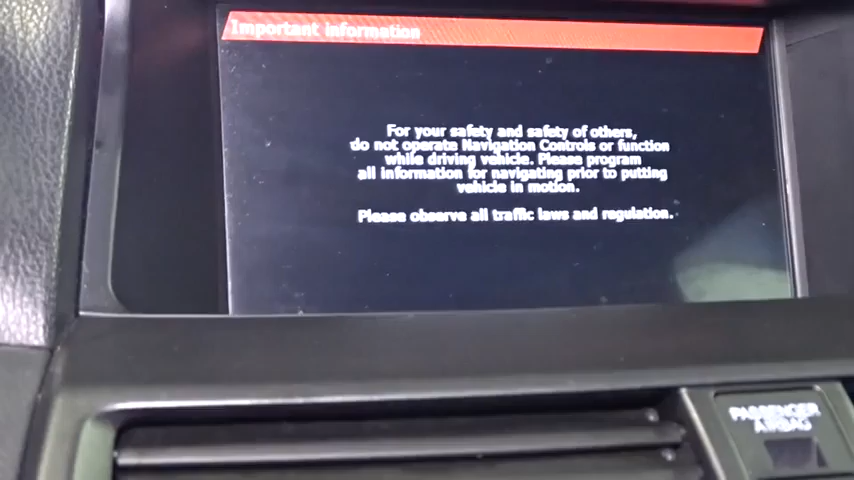 Important information
For your safety and safety of others,
do not operate Navigation Controls or function
while driving vehicle. Please program
all information for navigating prior to putting
vehicle in motion.
Please observe all traffic laws and regulation.
PASSENGER
AIRBAG